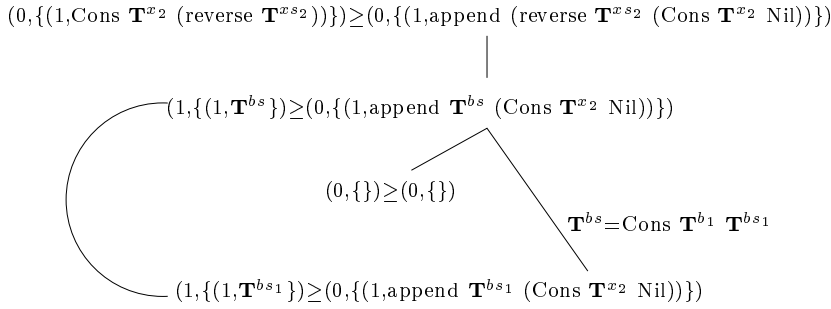 (0,{(1,Cons T^{x_2} (reverse T^{xs_2}))})≥(0,{(1,append (reverse T^{xs_2} (Cons T^{x_2} Nil))})
(1,{(1,T^{bs}})≥(0,{(1,append T^{bs} (Cons T^{x_2} Nil))})
(0,{})≥(0,{})
T^{bs}=Cons T^{b_1} T^{bs_1}
(1,{(1,T^{bs_1}})≥(0,{(1,append T^{bs_1} (Cons T^{x_2} Nil))})